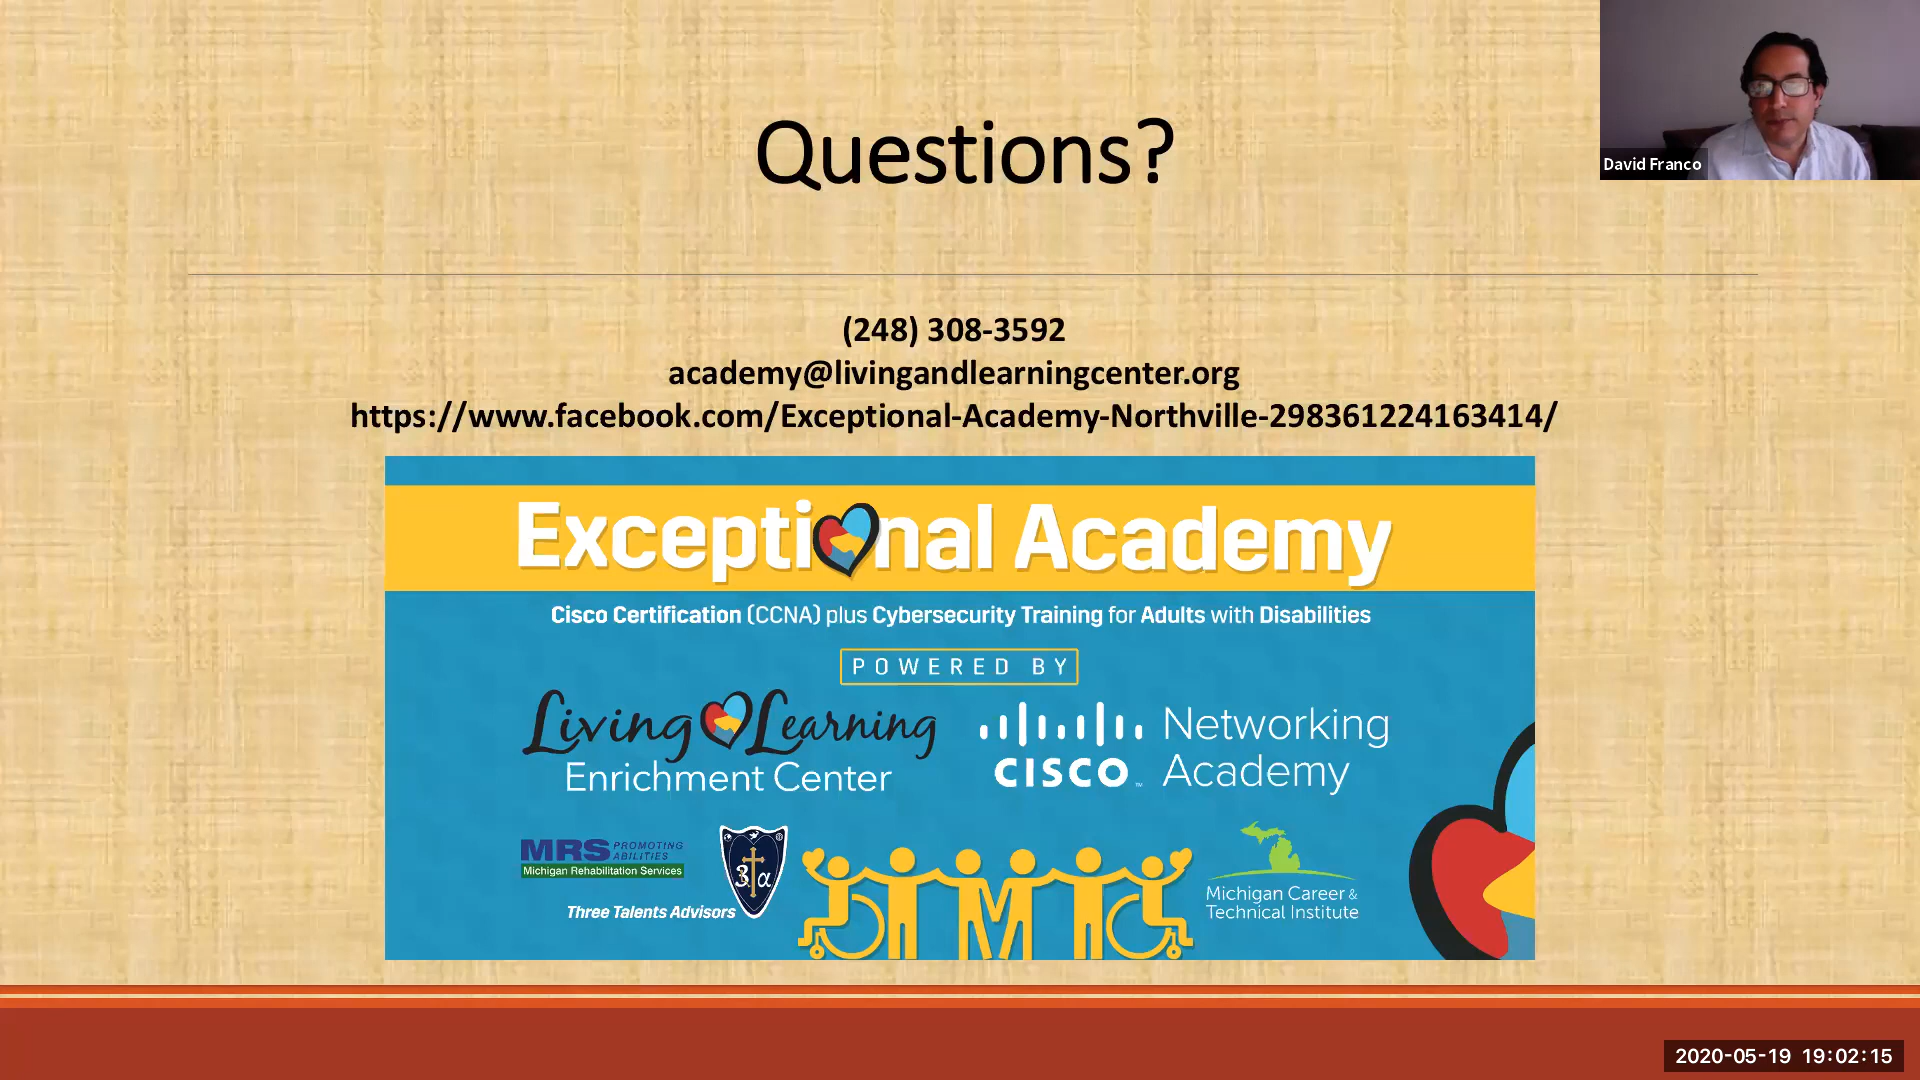 Questions?
David Franco
(248) 308-3592
academy@livingandlearningcenter.org
https://www.facebook.com/Exceptional-Academy-Northville-298361224163414/
Exceptional Academy
Cisco Certification (CCNA) plus Cybersecurity Training for Adults with Disabilities
POWERED BY
Living Learning
Enrichment Center
CISCO™
Networking
Academy
MRS PROMOTING
ABILITIES
Michigan Rehabilitation Services
3 α
Three Talents Advisors
Michigan Career &
Technical Institute
2020-05-19 19:02:15